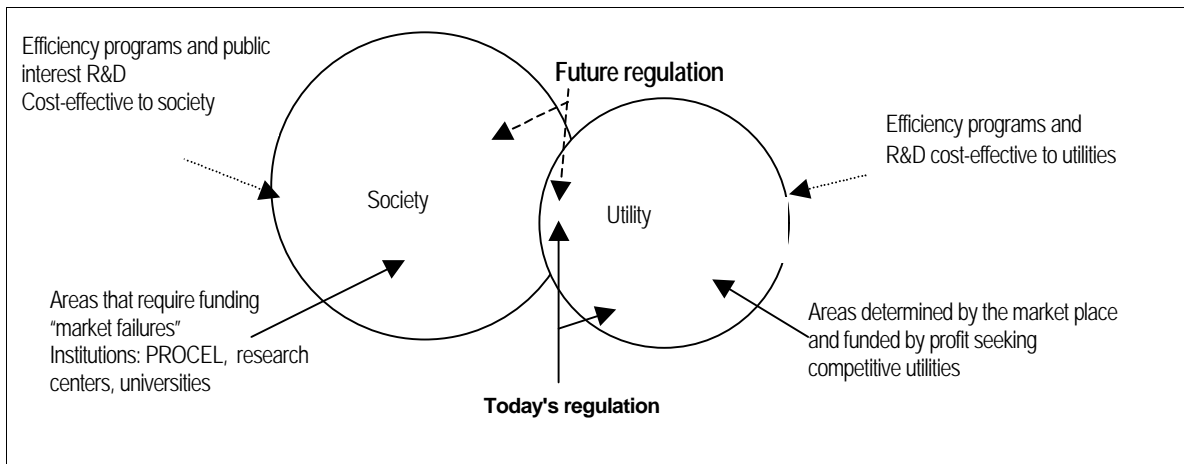 Efficiency programs and public
interest R&D
Cost-effective to society
Future regulation
Efficiency programs and
R&D cost-effective to utilities
Society
Utility
Areas that require funding
“market failures”
Institutions: PROCEL, research
centers, universities
Areas determined by the market place
and funded by profit seeking
competitive utilities
Today's regulation